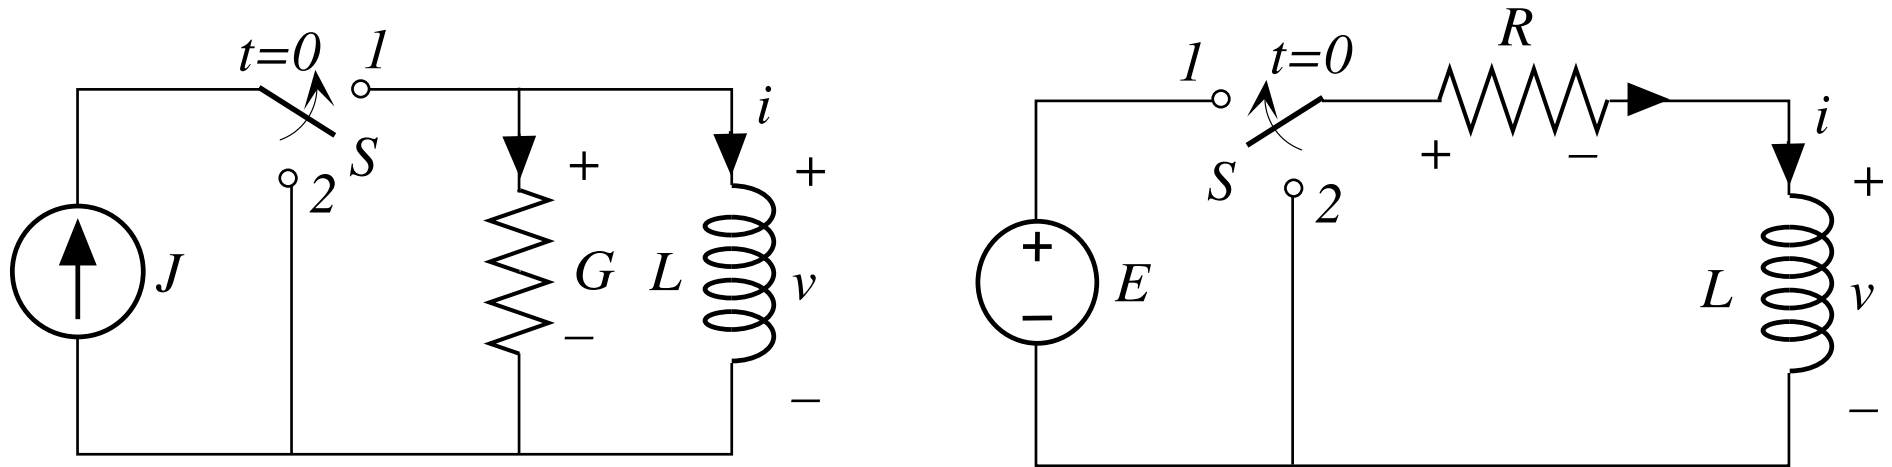 t=0 1
S
2
+
J
G
–
L
i
+
v
–
1 t=0
S
2
+
–
E
R
+ –
i
+
L
v
–